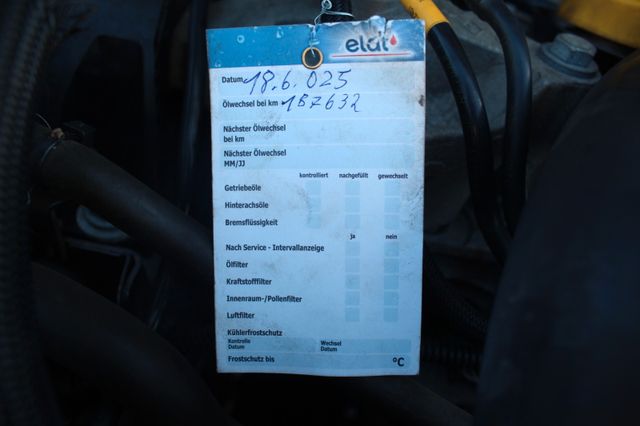 elat
Datum 18.6.025
Ölwechsel bei km 187632
Nächster Ölwechsel
bei km
Nächster Ölwechsel
MM/JJ
kontrolliert nachgefüllt gewechselt
Getriebeöle
Hinterachsöle
Bremsflüssigkeit
ja nein
Nach Service - Intervallanzeige
Ölfilter
Kraftstofffilter
Innenraum-/Pollenfilter
Luftfilter
Kühlerfrostschutz
Kontrolle Wechsel
Datum Datum
Frostschutz bis °C